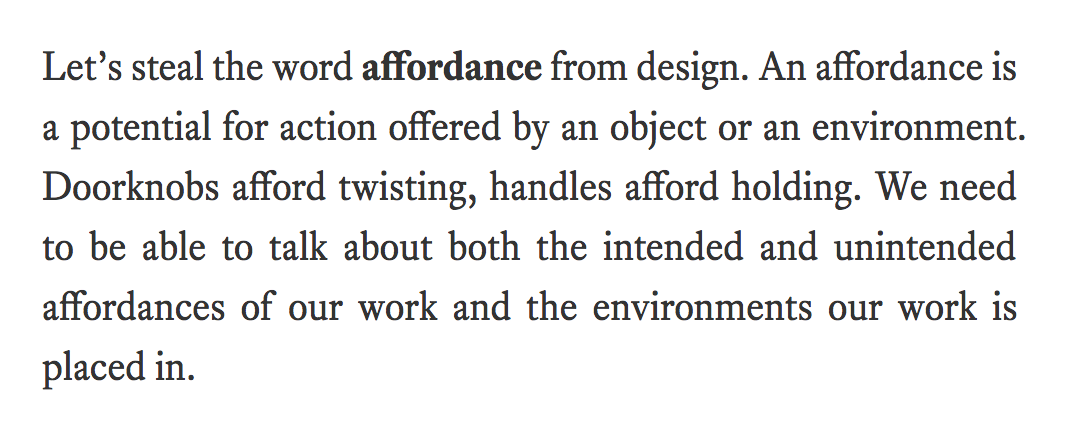 Let’s steal the word affordance from design. An affordance is
a potential for action offered by an object or an environment.
Doorknobs afford twisting, handles afford holding. We need
to be able to talk about both the intended and unintended
affordances of our work and the environments our work is
placed in.